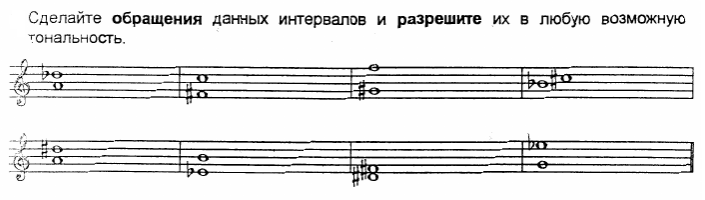 Сделайте обращения данных интервалов и разрешите их в любую возможную
тональность.